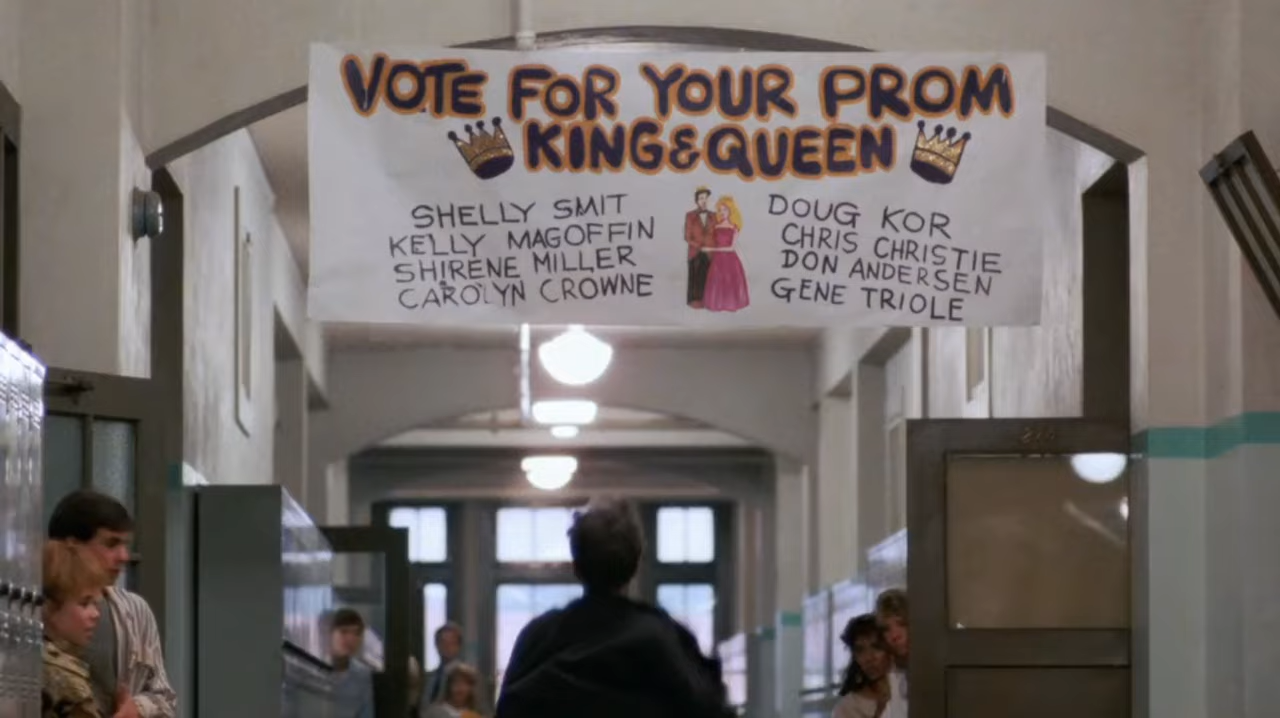 VOTE FOR YOUR PROM
KING&QUEEN
SHELLY SMIT
KELLY MAGOFFIN
SHIRENE MILLER
CAROLYN CROWNE
DOUG KOR
CHRIS CHRISTIE
DON ANDERSEN
GENE TRIOLE